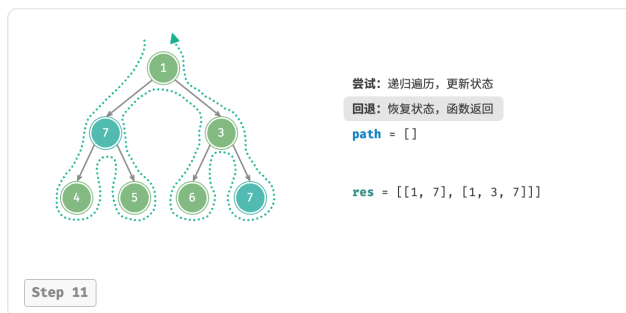 1
尝试：递归遍历，更新状态
回退：恢复状态，函数返回
7
3
path = []
4
5
6
7
res = [[1, 7], [1, 3, 7]]]
Step 11